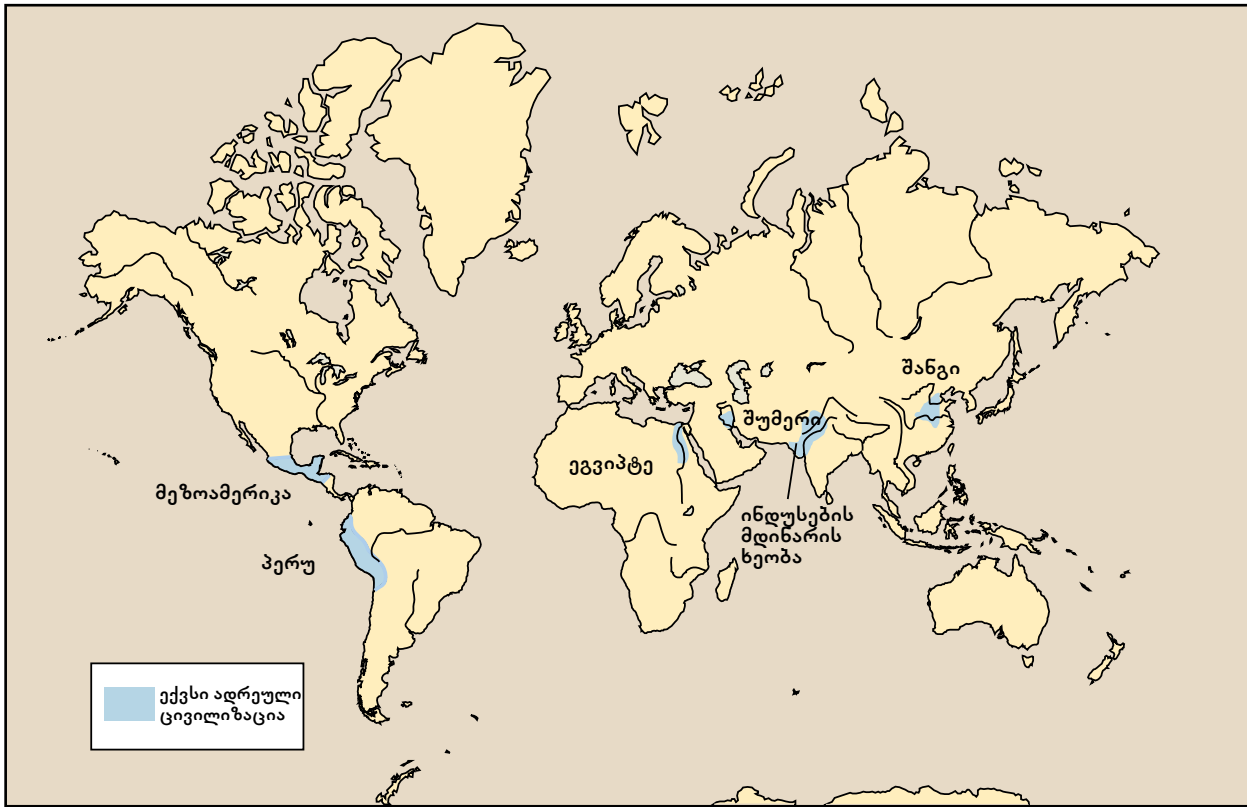 შანგი
შუმერი
ეგვიპტე
მეზოამერიკა
ინდუსების
მდინარის
ხეობა
პერუ
ექვსი ადრეული
ცივილიზაცია